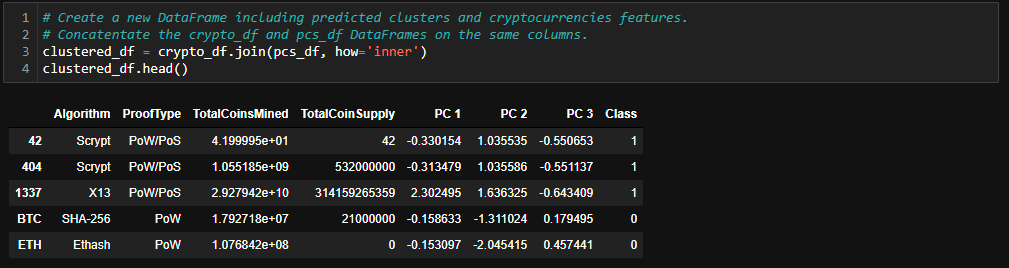 1 # Create a new DataFrame including predicted clusters and cryptocurrencies features.
2 # Concatentate the crypto_df and pcs_df DataFrames on the same columns.
3 clustered_df = crypto_df.join(pcs_df, how='inner')
4 clustered_df.head()
Algorithm ProofType TotalCoinsMined TotalCoinSupply PC 1 PC 2 PC 3 Class
42 Scrypt PoW/PoS 4.199995e+01 42 -0.330154 1.035535 -0.550653 1
404 Scrypt PoW/PoS 1.055185e+09 532000000 -0.313479 1.035586 -0.551137 1
1337 X13 PoW/PoS 2.927942e+10 314159265359 2.302495 1.636325 -0.643409 1
BTC SHA-256 PoW 1.792718e+07 21000000 -0.158633 -1.311024 0.179495 0
ETH Ethash PoW 1.076842e+08 0 -0.153097 -2.045415 0.457441 0